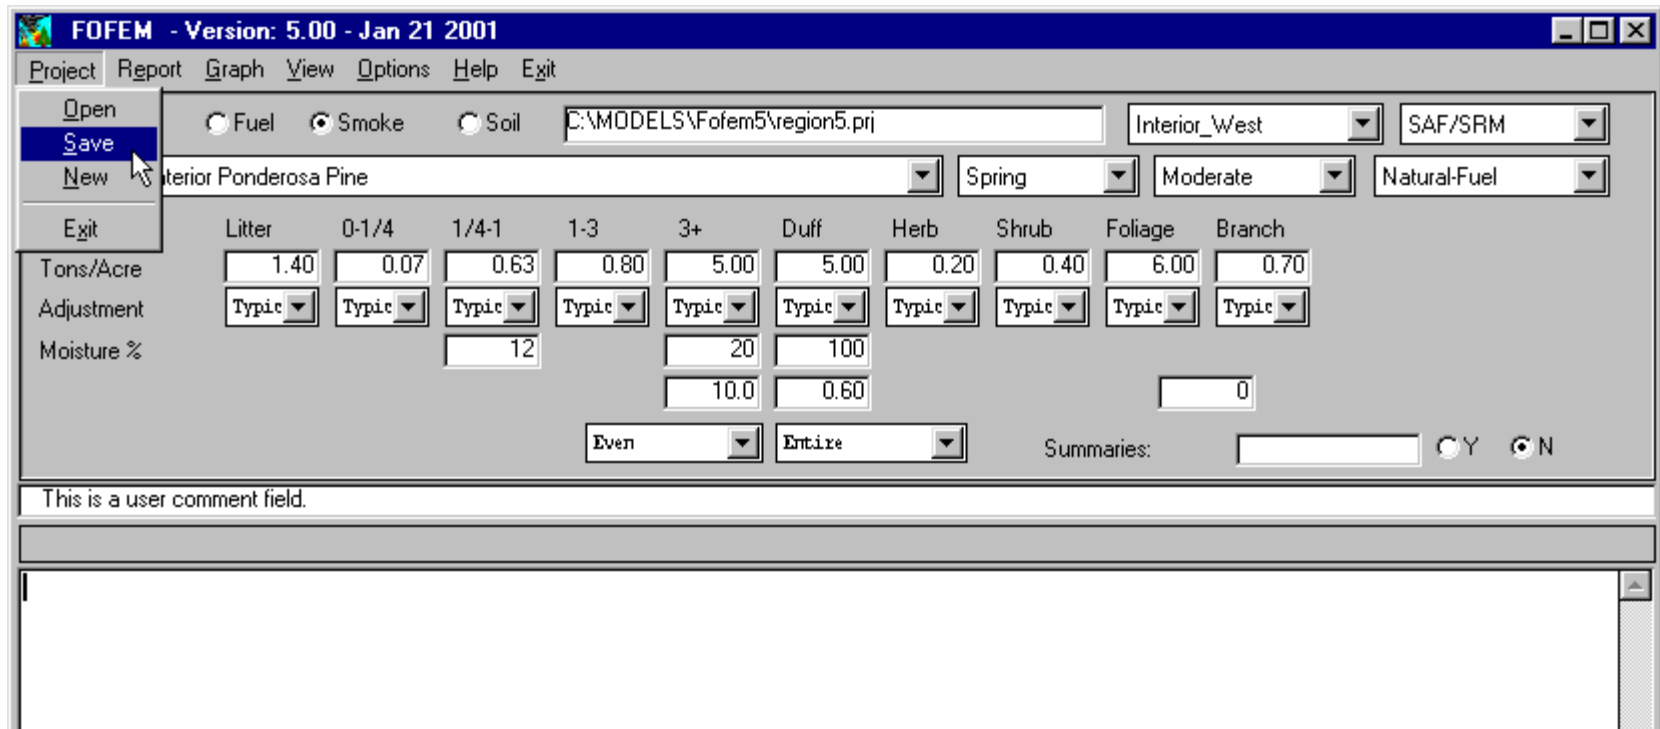 FOFEM - Version: 5.00 - Jan 21 2001
Project Report Graph View Options Help Exit
Open
Save
New
Exit
Fuel Smoke Soil C:\MODELS\Fofem5\region5.prj Interior_West SAF/SRM
nterior Ponderosa Pine Spring Moderate Natural-Fuel
Litter 0-1/4 1/4-1 1-3 3+ Duff Herb Shrub Foliage Branch
Tons/Acre 1.40 0.07 0.63 0.80 5.00 5.00 0.20 0.40 6.00 0.70
Adjustment Typic Typic Typic Typic Typic Typic Typic Typic Typic Typic
Moisture % 12 20 100
10.0 0.60 0
Even Entire Summaries: Y N
This is a user comment field.